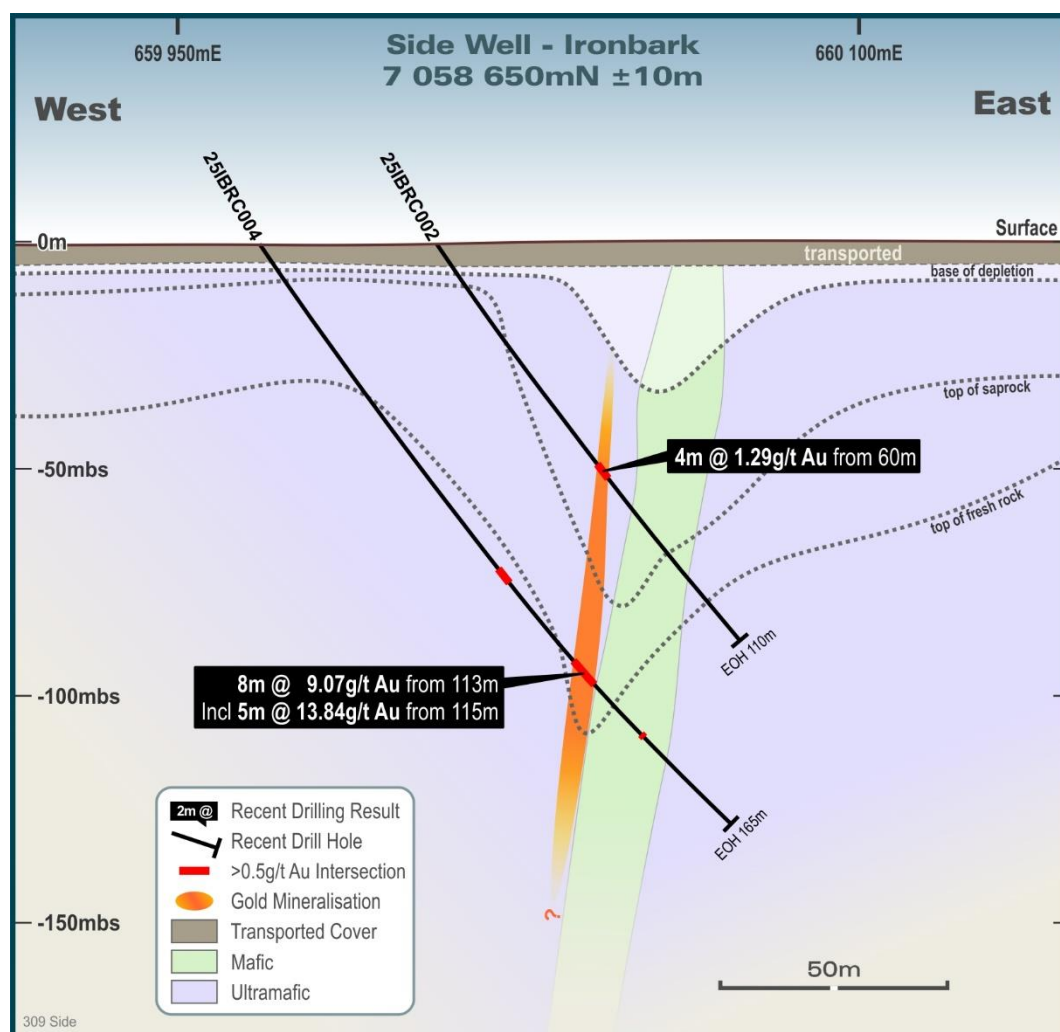 659 950mE
Side Well - Ironbark
7 058 650mN ±10m
660 100mE
West
East
25IBRC004
25IBRC002
0m
Surface
transported
base of depletion
top of saprock
4m @ 1.29g/t Au from 60m
-50mbs
top of fresh rock
EOH 110m
8m @ 9.07g/t Au from 113m
Incl 5m @ 13.84g/t Au from 115m
-100mbs
EOH 165m
2m @ Recent Drilling Result
Recent Drill Hole
>0.5g/t Au Intersection
Gold Mineralisation
Transported Cover
Mafic
Ultramafic
?
-150mbs
50m
309 Side